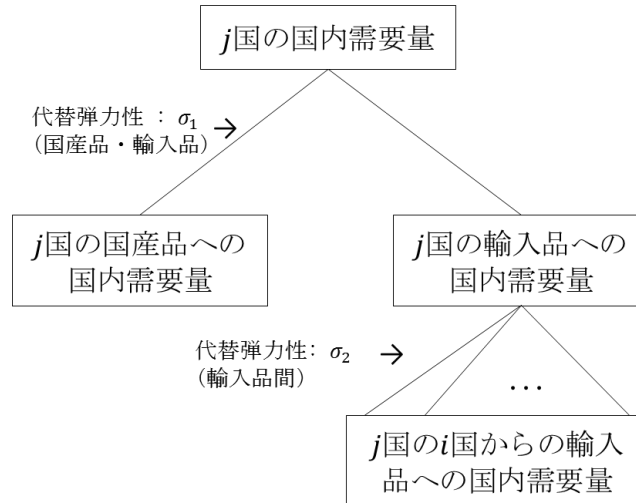 j国の国内需要量
代替弾力性 ： σ₁ →
（国産品・輸入品）
j国の国産品への
国内需要量
j国の輸入品への
国内需要量
代替弾力性： σ₂ →
（輸入品間）
…
j国のi国からの輸入
品への国内需要量